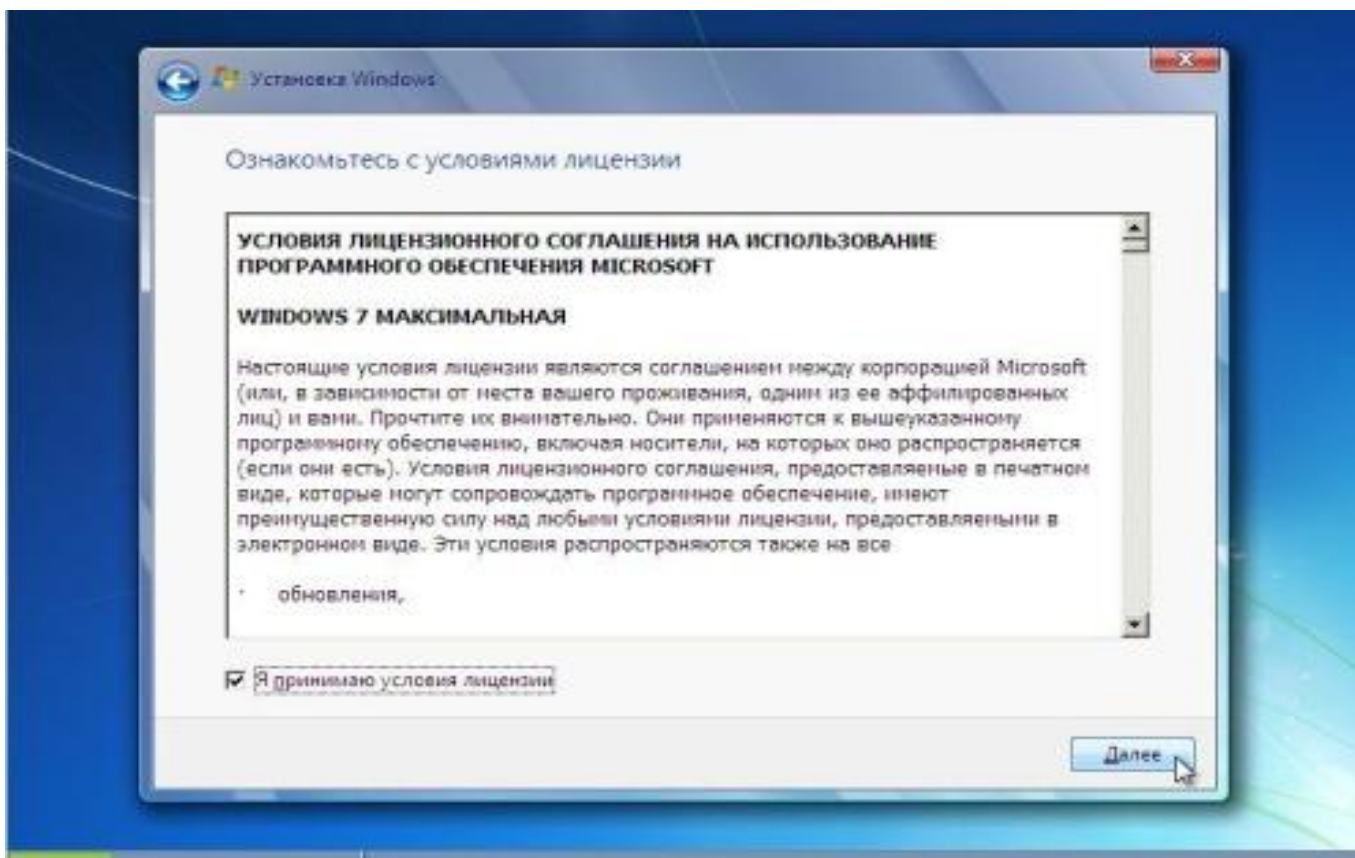 Установка Windows
Ознакомьтесь с условиями лицензии
УСЛОВИЯ ЛИЦЕНЗИОННОГО СОГЛАШЕНИЯ НА ИСПОЛЬЗОВАНИЕ
ПРОГРАММНОГО ОБЕСПЕЧЕНИЯ MICROSOFT
WINDOWS 7 МАКСИМАЛЬНАЯ
Настоящие условия лицензии являются соглашением между корпорацией Microsoft
(или, в зависимости от места вашего проживания, одним из ее аффилированных
лиц) и вами. Прочтите их внимательно. Они применяются к вышеуказанному
программному обеспечению, включая носители, на которых оно распространяется
(если они есть). Условия лицензионного соглашения, предоставляемые в печатном
виде, которые могут сопровождать программное обеспечение, имеют
преимущественную силу над любыми условиями лицензии, предоставляемыми в
электронном виде. Эти условия распространяются также на все
· обновления,
Я принимаю условия лицензии
Далее